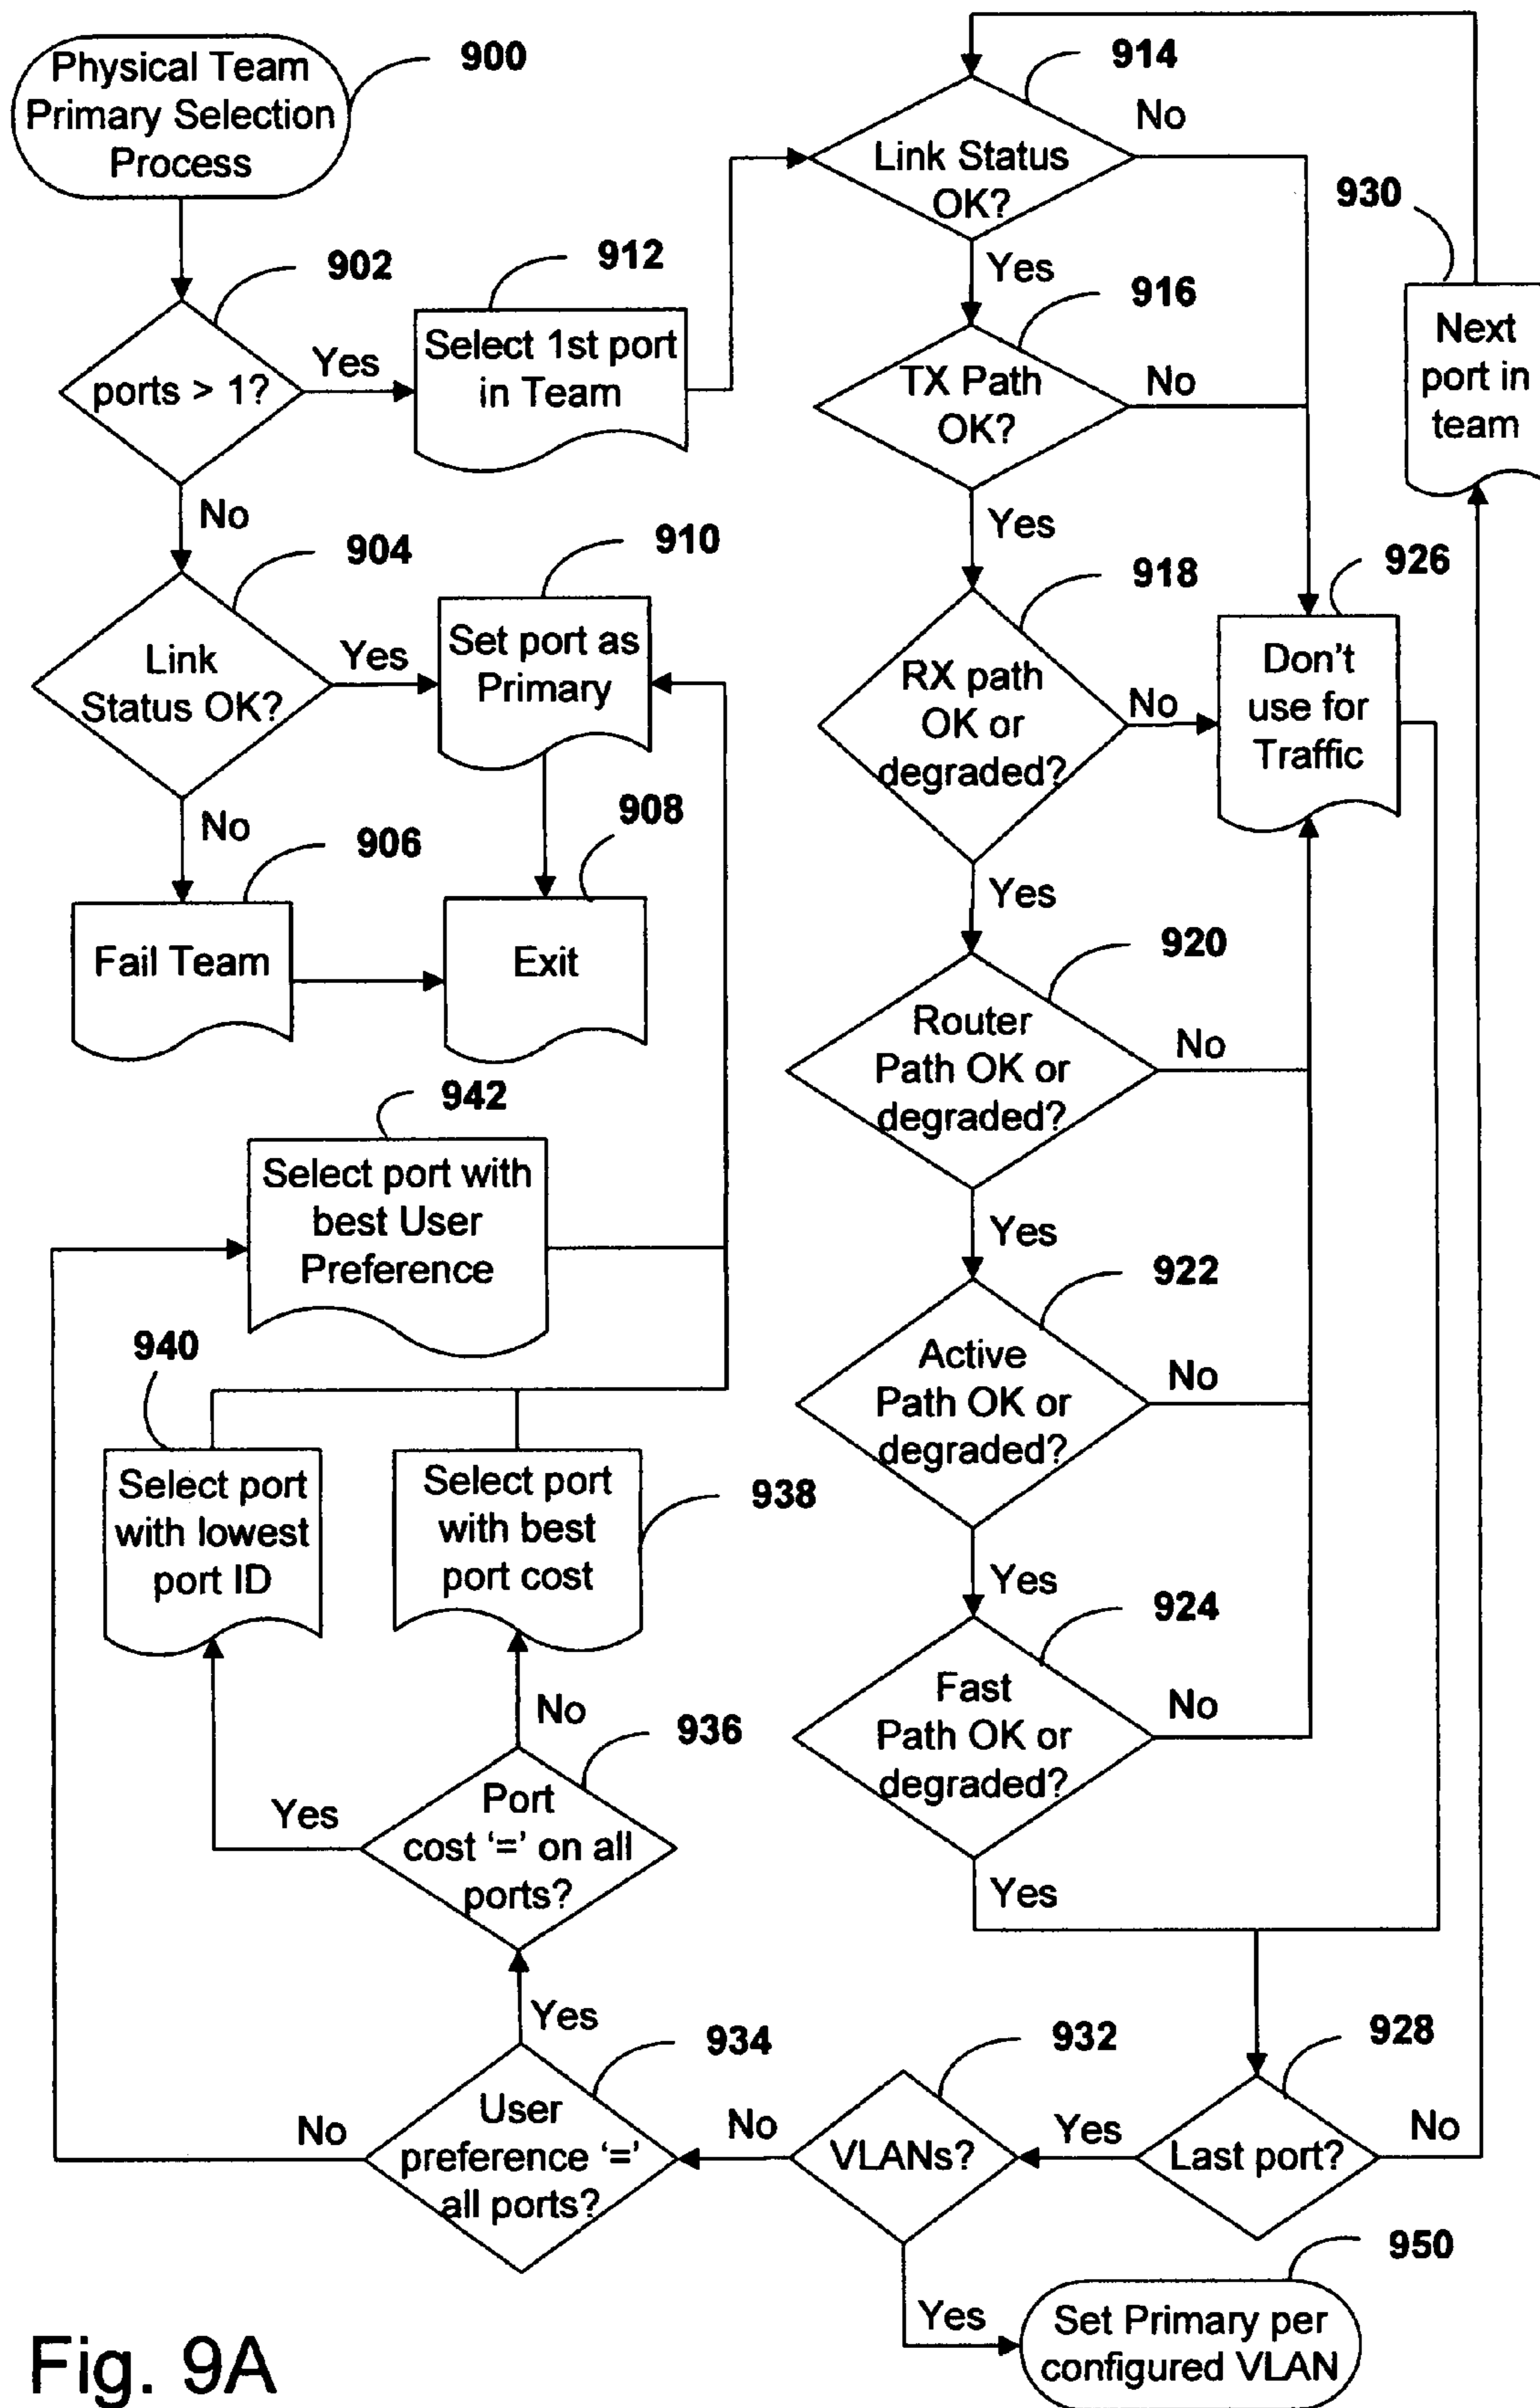 Physical Team
Primary Selection
Process
900
902
ports > 1?
Yes
No
912
Select 1st port
in Team
904
Link
Status OK?
Yes
No
910
Set port as
Primary
906
Fail Team
908
Exit
914
Link Status
OK?
No
Yes
916
TX Path
OK?
No
Yes
918
RX path
OK or
degraded?
No
Yes
920
Router
Path OK or
degraded?
No
Yes
922
Active
Path OK or
degraded?
No
Yes
924
Fast
Path OK or
degraded?
No
Yes
926
Don't
use for
Traffic
930
Next
port in
team
928
Last port?
No
Yes
932
VLANs?
No
Yes
950
Set Primary per
configured VLAN
934
User
preference ‘=’
all ports?
No
Yes
936
Port
cost ‘=’ on all
ports?
Yes
No
938
Select port
with best
port cost
940
Select port
with lowest
port ID
942
Select port with
best User
Preference
Fig. 9A